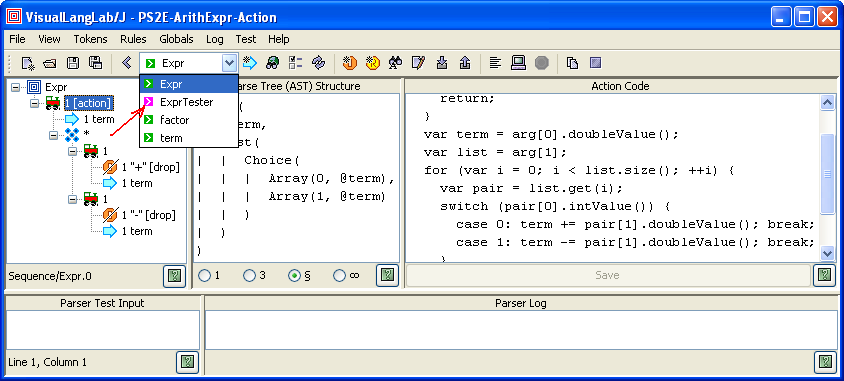 VisualLangLab/J - PS2E-ArithExpr-Action
File View Tokens Rules Globals Log Test Help
Expr
Expr
ExprTester
factor
term
Expr
1 [action]
1 term
*
1
1 "+" [drop]
1 term
1
1 "-" [drop]
1 term
Sequence/Expr.0
arse Tree (AST) Structure
(
erm,
st(
| | Choice(
| | | Array(0, @term),
| | | Array(1, @term)
| | )
| )
)
1 3 § ∞
Action Code
return;
}
var term = arg[0].doubleValue();
var list = arg[1];
for (var i = 0; i < list.size(); ++i) {
var pair = list.get(i);
switch (pair[0].intValue()) {
case 0: term += pair[1].doubleValue(); break;
case 1: term -= pair[1].doubleValue(); break;
}
Save
Parser Test Input
Parser Log
Line 1, Column 1